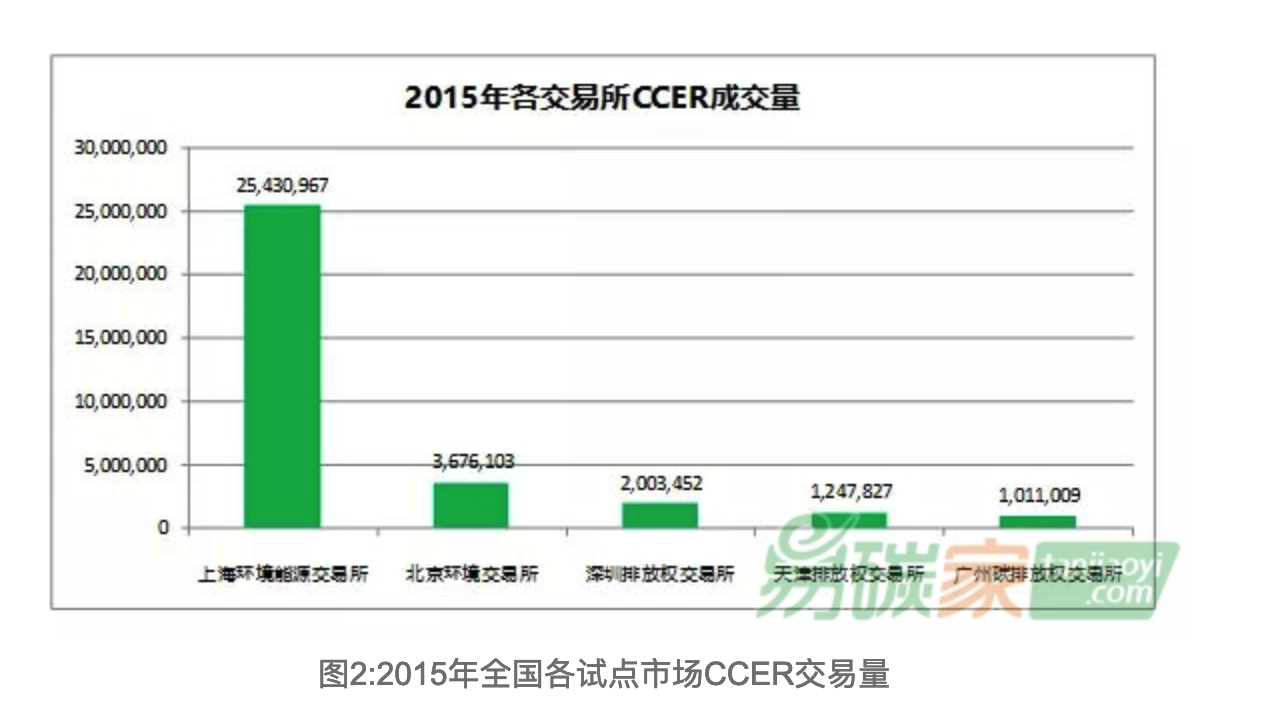 2015年各交易所CCER成交量
30,000,000
25,000,000
20,000,000
15,000,000
10,000,000
5,000,000
0
25,430,967
3,676,103
2,003,452
1,247,827
1,011,009
上海环境能源交易所
北京环境交易所
深圳排放权交易所
天津排放权交易所
广州碳排放权交易所
易碳家
tanjiaoyi
.com
图2:2015年全国各试点市场CCER交易量